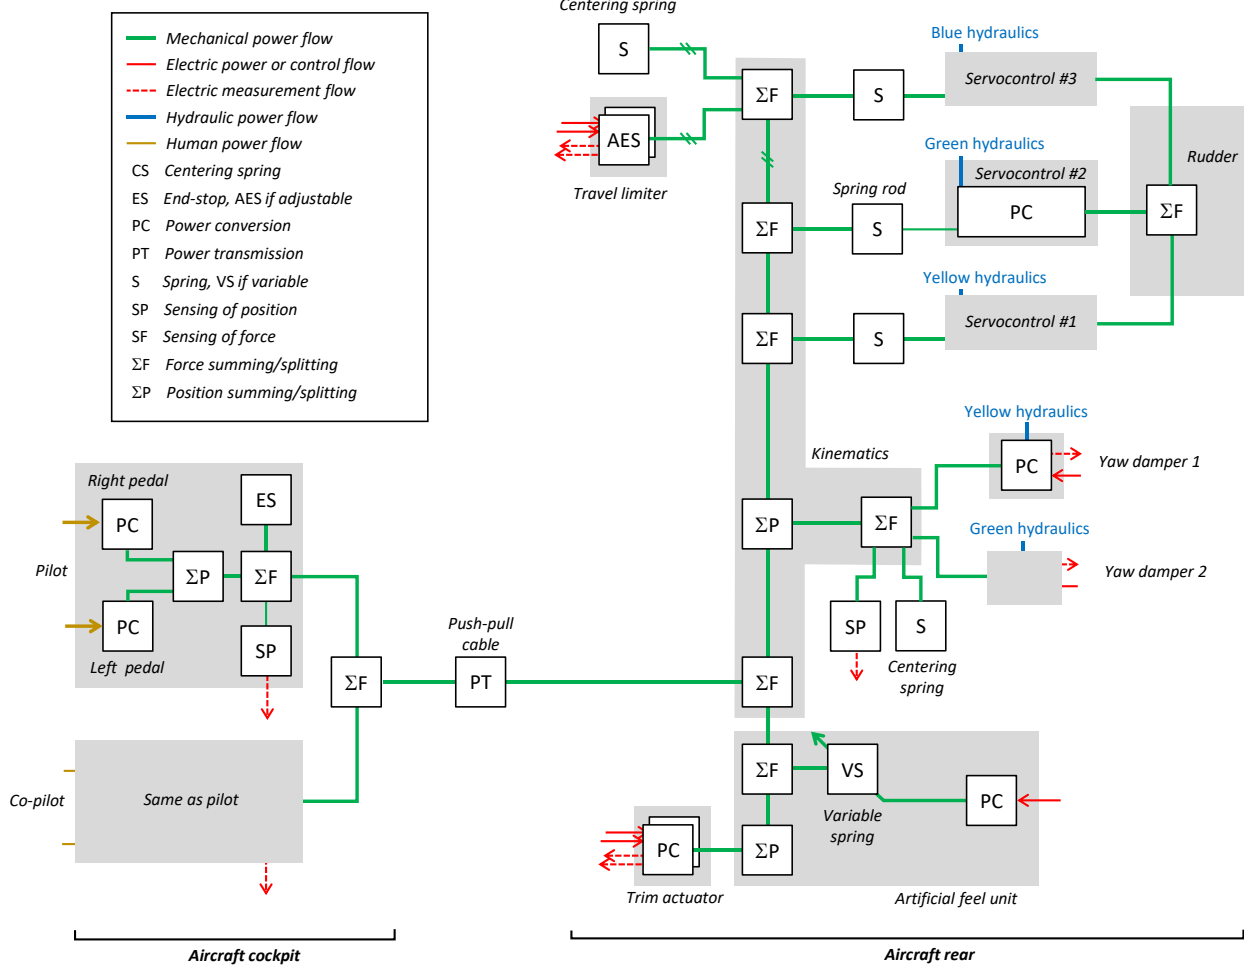 Mechanical power flow
Electric power or control flow
Electric measurement flow
Hydraulic power flow
Human power flow
CS Centering spring
ES End-stop, AES if adjustable
PC Power conversion
PT Power transmission
S Spring, VS if variable
SP Sensing of position
SF Sensing of force
ΣF Force summing/splitting
ΣP Position summing/splitting
Centering spring
S
AES
Travel limiter
ΣF
S
Blue hydraulics
Servocontrol #3
Green hydraulics
Servocontrol #2
Rudder
Spring rod
ΣF
S
PC
ΣF
Yellow hydraulics
Servocontrol #1
ΣF
S
Yellow hydraulics
Kinematics
PC
Yaw damper 1
ΣP
ΣF
Green hydraulics
Yaw damper 2
SP
S
Centering
spring
Right pedal
PC
ES
Pilot
ΣP
ΣF
PC
SP
Left pedal
ΣF
Push-pull
cable
PT
ΣF
Co-pilot
Same as pilot
ΣF
VS
PC
Variable
spring
PC
ΣP
Trim actuator
Artificial feel unit
Aircraft cockpit
Aircraft rear